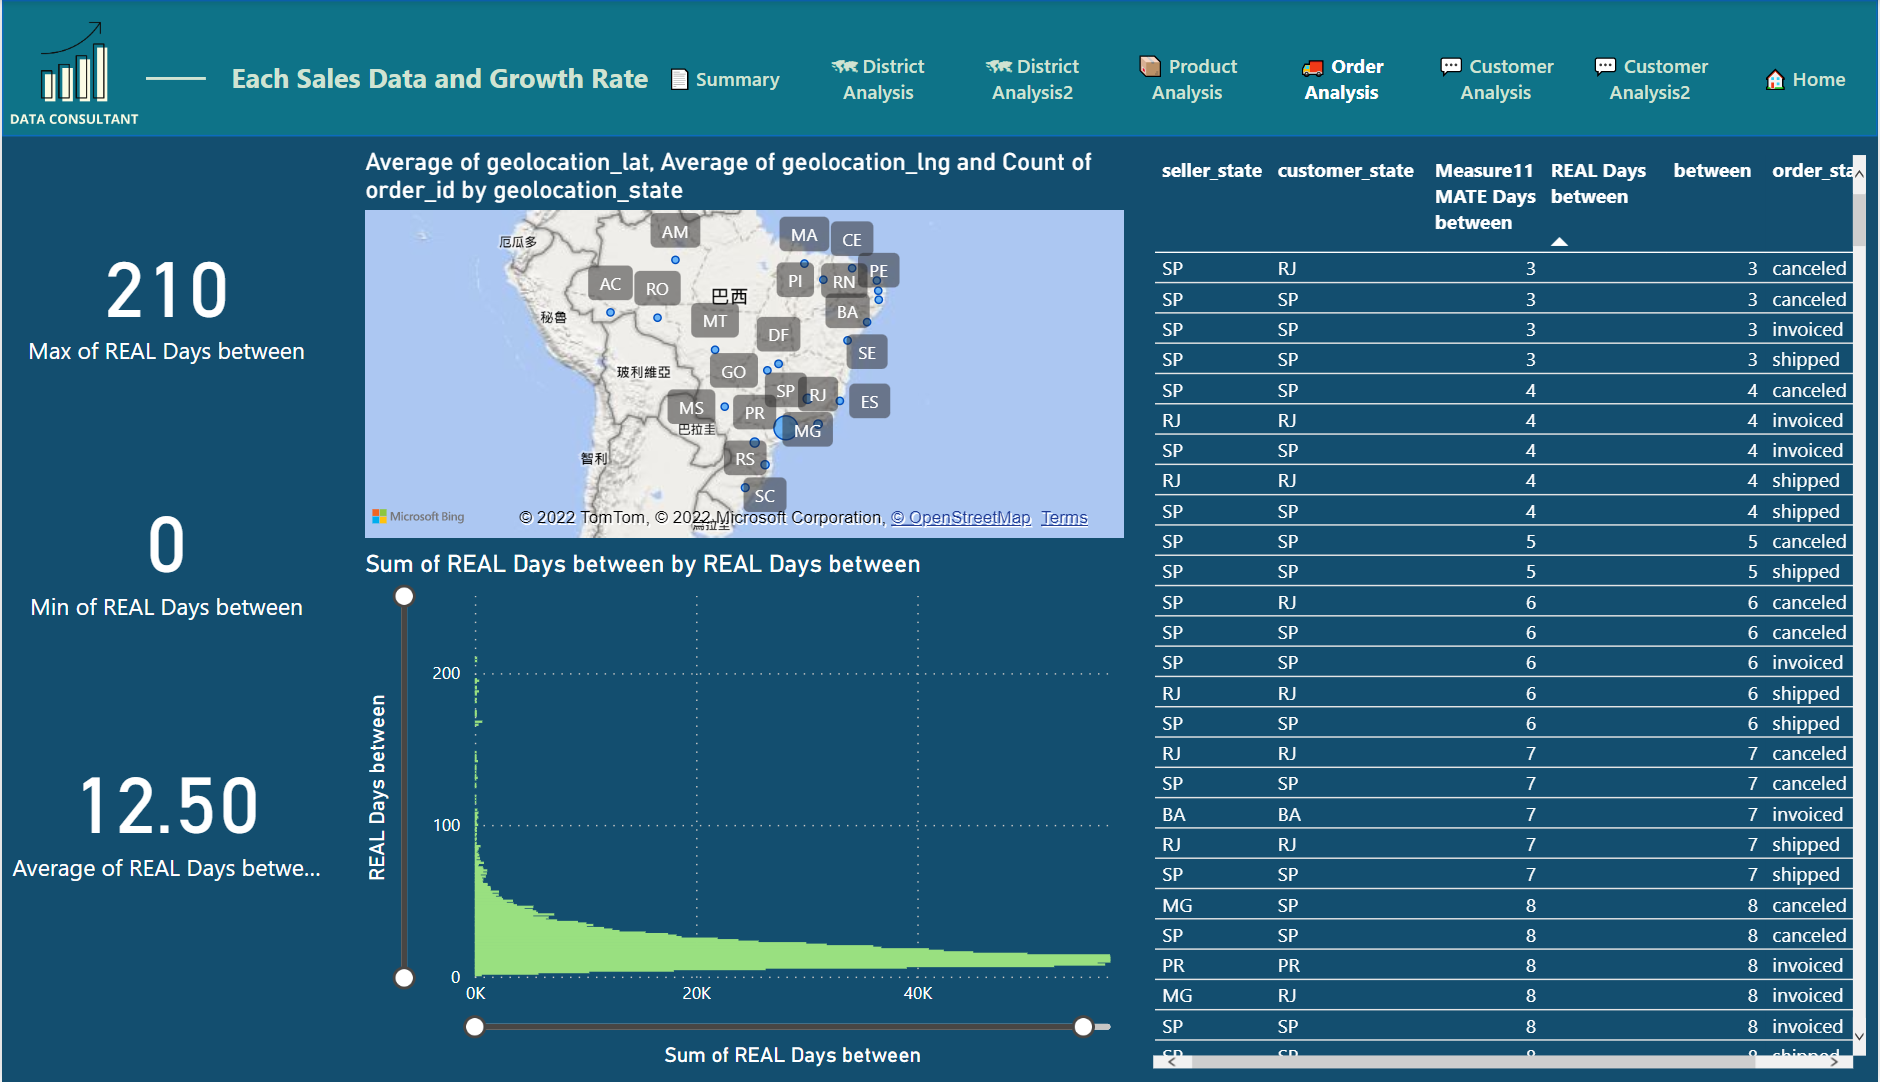 DATA CONSULTANT
Each Sales Data and Growth Rate
Summary
District
Analysis
District
Analysis2
Product
Analysis
Order
Analysis
Customer
Analysis
Customer
Analysis2
Home
210
Max of REAL Days between
0
Min of REAL Days between
12.50
Average of REAL Days betwe...
Average of geolocation_lat, Average of geolocation_lng and Count of
order_id by geolocation_state
厄瓜多
AM
MA
CE
PE
AC
RO
巴西
PI
RN
秘魯
MT
BA
DF
SE
玻利維亞
GO
SP
RJ
ES
MS
PR
巴拉圭
MG
智利
RS
SC
烏拉圭
Microsoft Bing
© 2022 TomTom, © 2022 Microsoft Corporation, © OpenStreetMap Terms
Sum of REAL Days between by REAL Days between
REAL Days between
200
100
0
0K 20K 40K
Sum of REAL Days between
seller_state customer_state Measure11 REAL Days between order_sta
MATE Days between
between
SP RJ 3 3 canceled
SP SP 3 3 canceled
SP SP 3 3 invoiced
SP SP 3 3 shipped
SP SP 4 4 canceled
RJ RJ 4 4 invoiced
SP SP 4 4 invoiced
RJ RJ 4 4 shipped
SP SP 4 4 shipped
SP SP 5 5 canceled
SP SP 5 5 shipped
SP RJ 6 6 canceled
SP SP 6 6 canceled
SP SP 6 6 invoiced
RJ RJ 6 6 shipped
SP SP 6 6 shipped
RJ RJ 7 7 canceled
SP SP 7 7 canceled
BA BA 7 7 invoiced
RJ RJ 7 7 shipped
SP SP 7 7 shipped
MG SP 8 8 canceled
SP SP 8 8 canceled
PR PR 8 8 invoiced
MG RJ 8 8 invoiced
SP SP 8 8 invoiced
SP SP 8 8 shipped